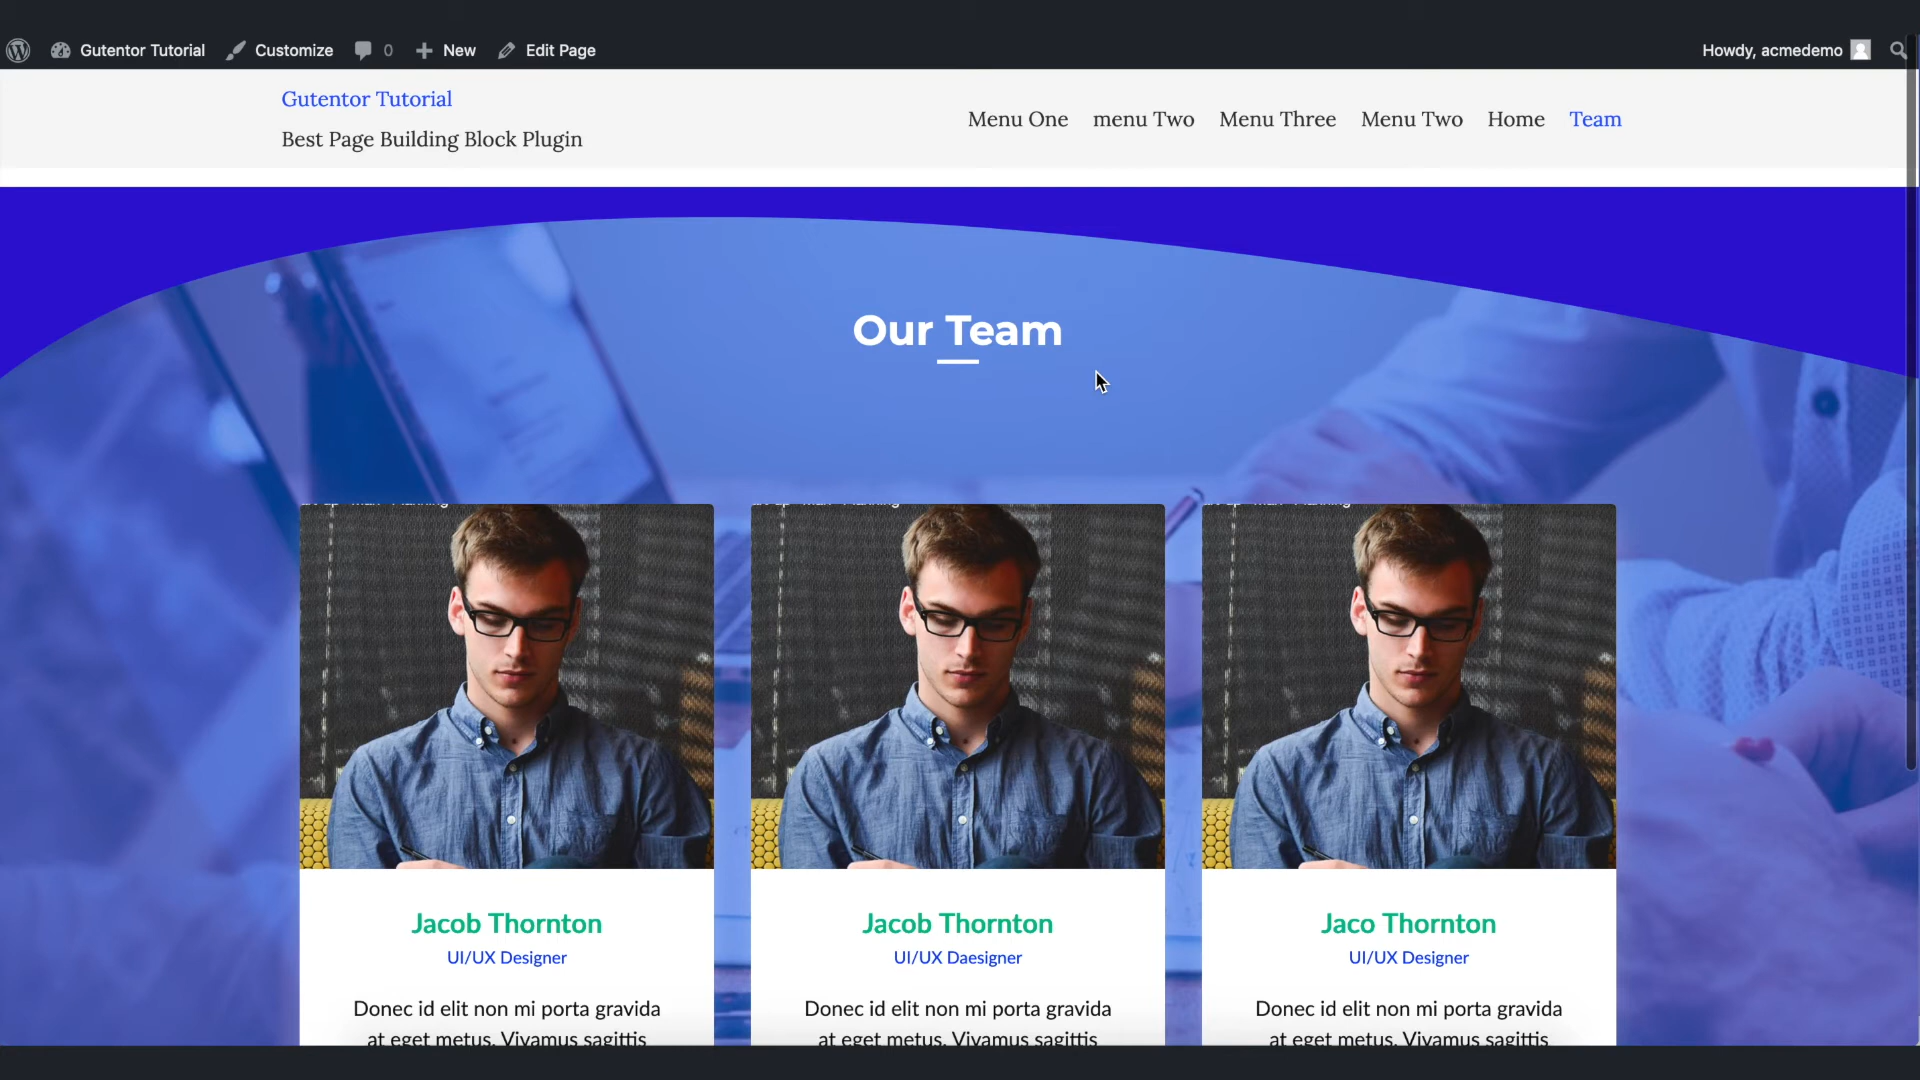 Gutentor Tutorial Customize 0 New Edit Page Howdy, acmedemo
Gutentor Tutorial
Best Page Building Block Plugin
Menu One menu Two Menu Three Menu Two Home Team
Our Team
Jacob Thornton
UI/UX Designer
Donec id elit non mi porta gravida
at eget metus. Vivamus sagittis
Jacob Thornton
UI/UX Daesigner
Donec id elit non mi porta gravida
at eget metus. Vivamus sagittis
Jaco Thornton
UI/UX Designer
Donec id elit non mi porta gravida
at eget metus. Vivamus sagittis